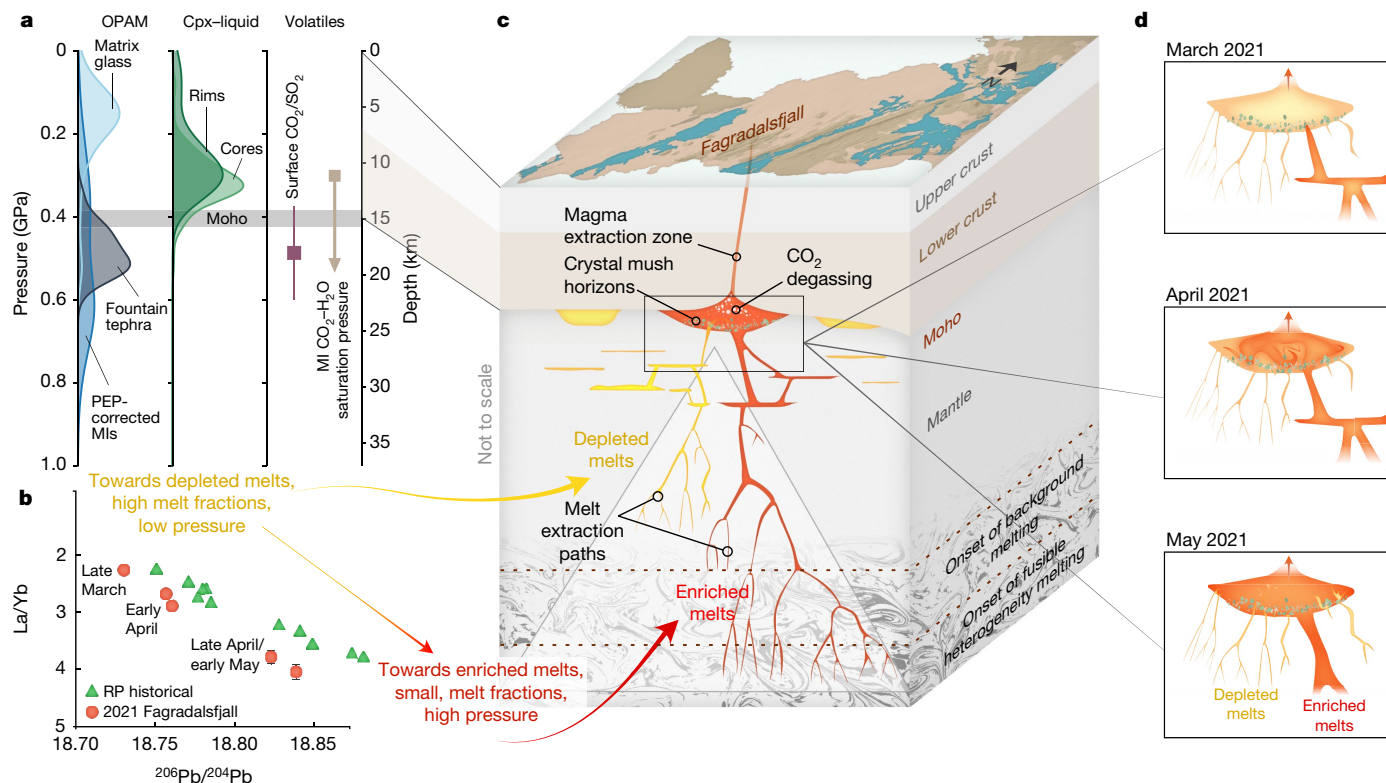 a
OPAM
Cpx–liquid
Volatiles
0
0.2
0.4
0.6
0.8
1.0
Pressure (GPa)
Matrix
glass
Fountain
tephra
PEP-
corrected
MIs
Rims
Cores
Moho
Surface CO2/SO2
MI CO2–H2O
saturation pressure
0
5
10
15
20
25
30
35
Depth (km)
b
Towards depleted melts,
high melt fractions,
low pressure
2
3
4
5
La/Yb
Late
March
Early
April
Late April/
early May
RP historical
2021 Fagradalsfjall
18.70
18.75
18.80
18.85
206Pb/204Pb
Towards enriched melts,
small, melt fractions,
high pressure
c
N
Fagradalsfjall
Upper crust
Lower crust
Moho
Mantle
Magma
extraction zone
Crystal mush
horizons
CO2
degassing
Not to scale
Depleted
melts
Melt
extraction
paths
Enriched
melts
Onset of background
melting
Onset of fusible
heterogeneity melting
d
March 2021
April 2021
May 2021
Depleted
melts
Enriched
melts